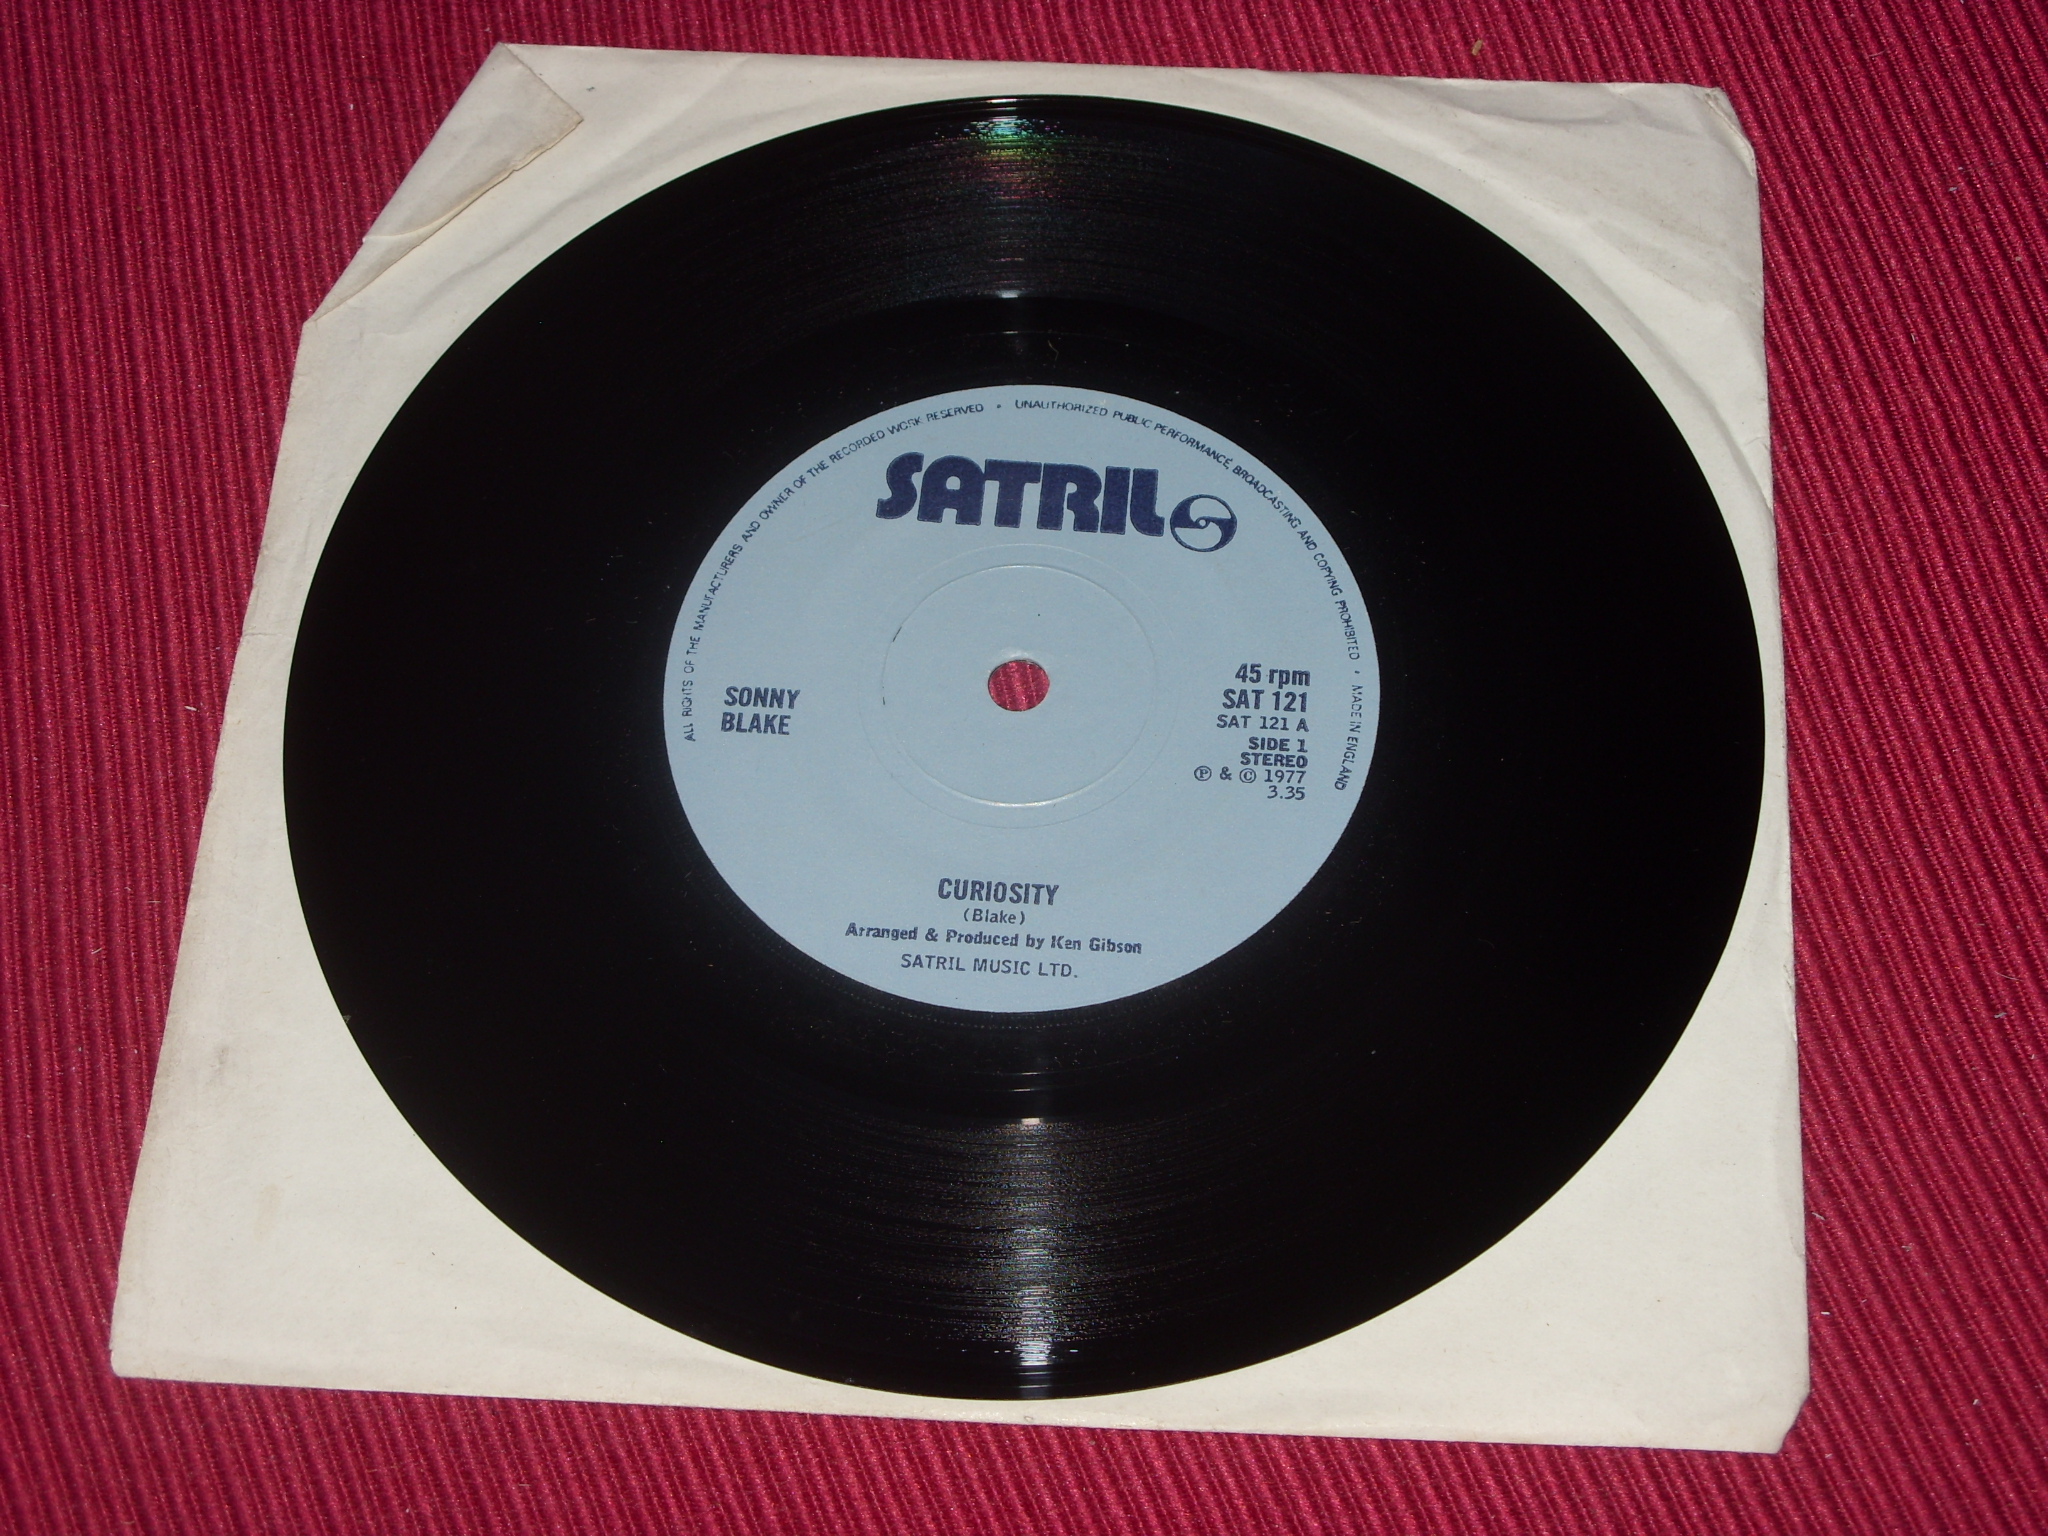 ALL RIGHTS OF THE MANUFACTURERS AND OWNER OF THE RECORDED WORK RESERVED • UNAUTHORIZED PUBLIC PERFORMANCE, BROADCASTING AND COPYING PROHIBITED • MADE IN ENGLAND
SATRIL
SONNY
BLAKE
45 rpm
SAT 121
SAT 121 A
SIDE 1
STEREO
℗ & © 1977
3.35
CURIOSITY
(Blake)
Arranged & Produced by Ken Gibson
SATRIL MUSIC LTD.